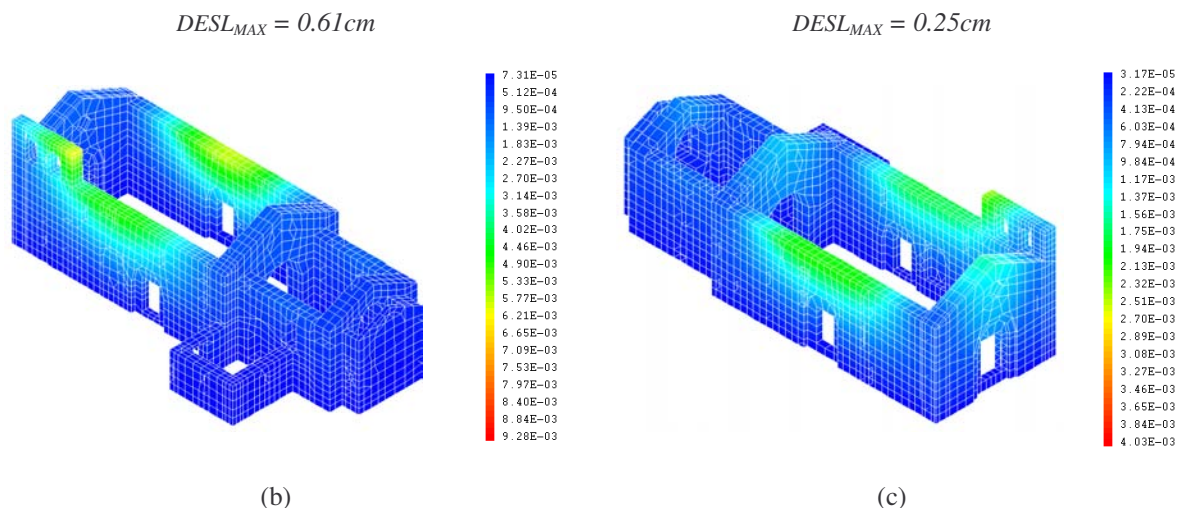 DESL_MAX = 0.61cm
DESL_MAX = 0.25cm
7.31E-05
5.12E-04
9.50E-04
1.39E-03
1.83E-03
2.27E-03
2.70E-03
3.14E-03
3.58E-03
4.02E-03
4.46E-03
4.90E-03
5.33E-03
5.77E-03
6.21E-03
6.65E-03
7.09E-03
7.53E-03
7.97E-03
8.40E-03
8.84E-03
9.28E-03
3.17E-05
2.22E-04
4.13E-04
6.03E-04
7.94E-04
9.84E-04
1.17E-03
1.37E-03
1.56E-03
1.75E-03
1.94E-03
2.13E-03
2.32E-03
2.51E-03
2.70E-03
2.89E-03
3.08E-03
3.27E-03
3.46E-03
3.65E-03
3.84E-03
4.03E-03
(b)
(c)